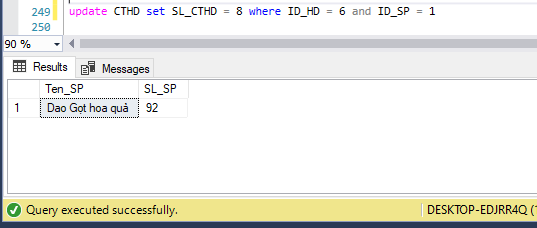 249 update CTHD set SL_CTHD = 8 where ID_HD = 6 and ID_SP = 1
250
90 %
Results Messages
Ten_SP SL_SP
1 Dao Gọt hoa quả 92
Query executed successfully. DESKTOP-EDJRR4Q (1